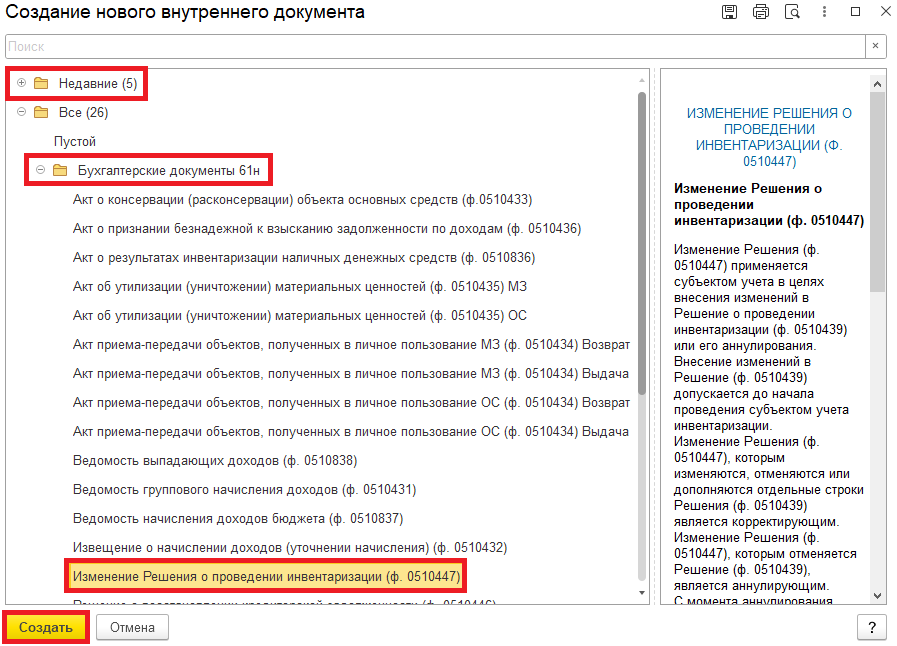 Создание нового внутреннего документа
Поиск
×
Недавние (5)
Все (26)
Пустой
Бухгалтерские документы 61н
Акт о консервации (расконсервации) объекта основных средств (ф.0510433)
Акт о признании безнадежной к взысканию задолженности по доходам (ф. 0510436)
Акт о результатах инвентаризации наличных денежных средств (ф. 0510836)
Акт об утилизации (уничтожении) материальных ценностей (ф. 0510435) МЗ
Акт об утилизации (уничтожении) материальных ценностей (ф. 0510435) ОС
Акт приема-передачи объектов, полученных в личное пользование МЗ (ф. 0510434) Возврат
Акт приема-передачи объектов, полученных в личное пользование МЗ (ф. 0510434) Выдача
Акт приема-передачи объектов, полученных в личное пользование ОС (ф. 0510434) Возврат
Акт приема-передачи объектов, полученных в личное пользование ОС (ф. 0510434) Выдача
Ведомость выпадающих доходов (ф. 0510838)
Ведомость группового начисления доходов (ф. 0510431)
Ведомость начисления доходов бюджета (ф. 0510837)
Извещение о начислении доходов (уточнении начисления) (ф. 0510432)
Изменение Решения о проведении инвентаризации (ф. 0510447)
Решение о восстановлении кредиторской задолженности (ф. 0510446)
ИЗМЕНЕНИЕ РЕШЕНИЯ О
ПРОВЕДЕНИИ
ИНВЕНТАРИЗАЦИИ (Ф.
0510447)
Изменение Решения о
проведении
инвентаризации (ф. 0510447)
Изменение Решения (ф.
0510447) применяется
субъектом учета в целях
внесения изменений в
Решение о проведении
инвентаризации (ф. 0510439)
или его аннулирования.
Внесение изменений в
Решение (ф. 0510439)
допускается до начала
проведения субъектом учета
инвентаризации.
Изменение Решения (ф.
0510447), которым
изменяются, отменяются или
дополняются отдельные строки
Решения (ф. 0510439)
является корректирующим.
Изменение Решения (ф.
0510447), которым отменяется
Решение (ф. 0510439),
является аннулирующим.
С момента аннулирования
Создать
Отмена
?